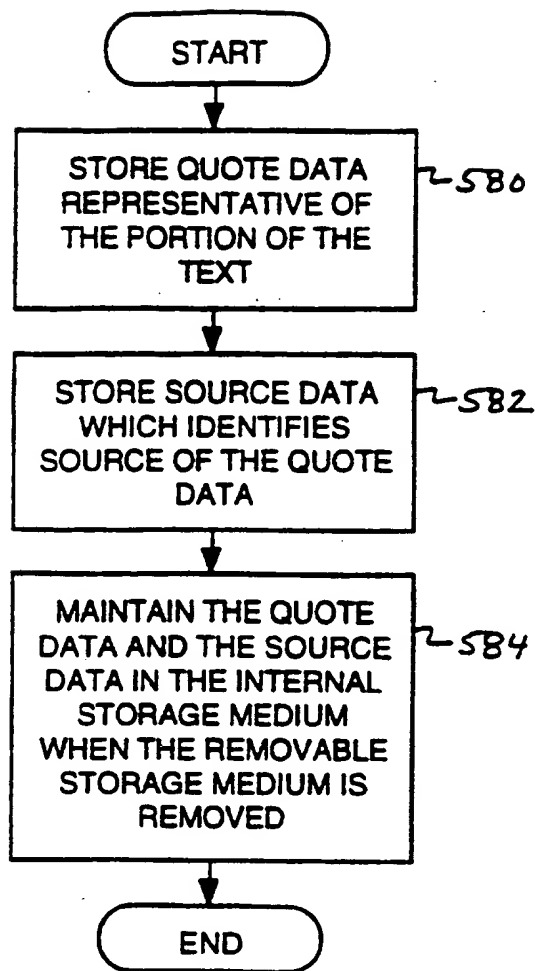 START
STORE QUOTE DATA
REPRESENTATIVE OF
THE PORTION OF THE
TEXT
580
STORE SOURCE DATA
WHICH IDENTIFIES
SOURCE OF THE QUOTE
DATA
582
MAINTAIN THE QUOTE
DATA AND THE SOURCE
DATA IN THE INTERNAL
STORAGE MEDIUM
WHEN THE REMOVABLE
STORAGE MEDIUM IS
REMOVED
584
END